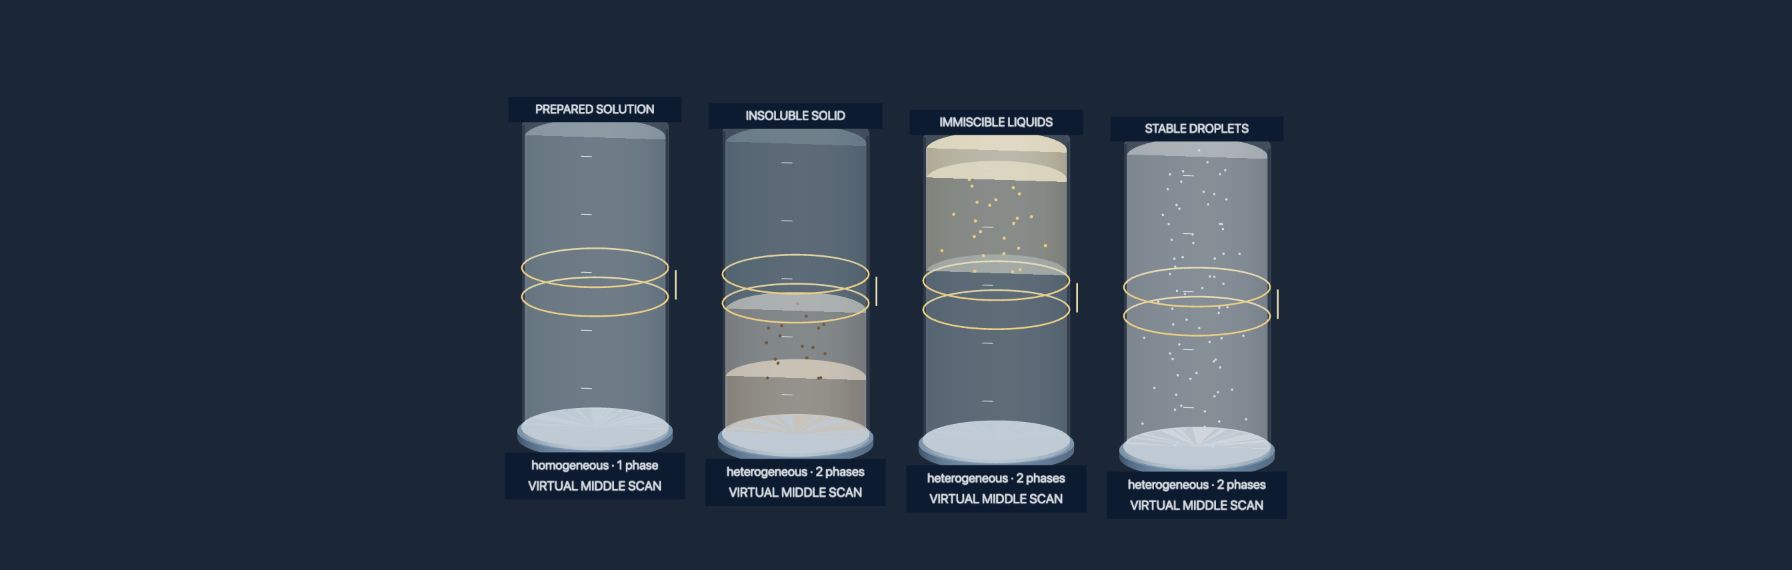 PREPARED SOLUTION
INSOLUBLE SOLID
IMMISCIBLE LIQUIDS
STABLE DROPLETS
homogeneous · 1 phase
VIRTUAL MIDDLE SCAN
heterogeneous · 2 phases
VIRTUAL MIDDLE SCAN
heterogeneous · 2 phases
VIRTUAL MIDDLE SCAN
heterogeneous · 2 phases
VIRTUAL MIDDLE SCAN